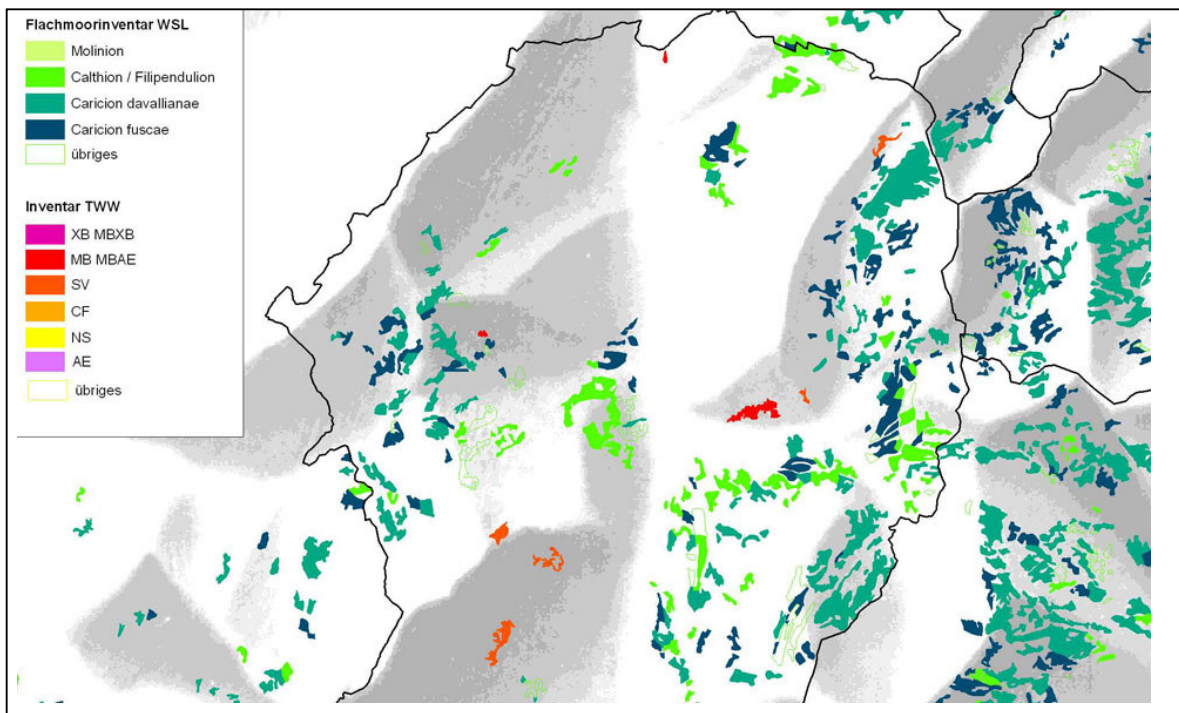 Flachmoorinventar WSL
Molinion
Calthion / Filipendulion
Caricion davallianae
Caricion fuscae
übriges
Inventar TWW
XB MBXB
MB MBAE
SV
CF
NS
AE
übriges